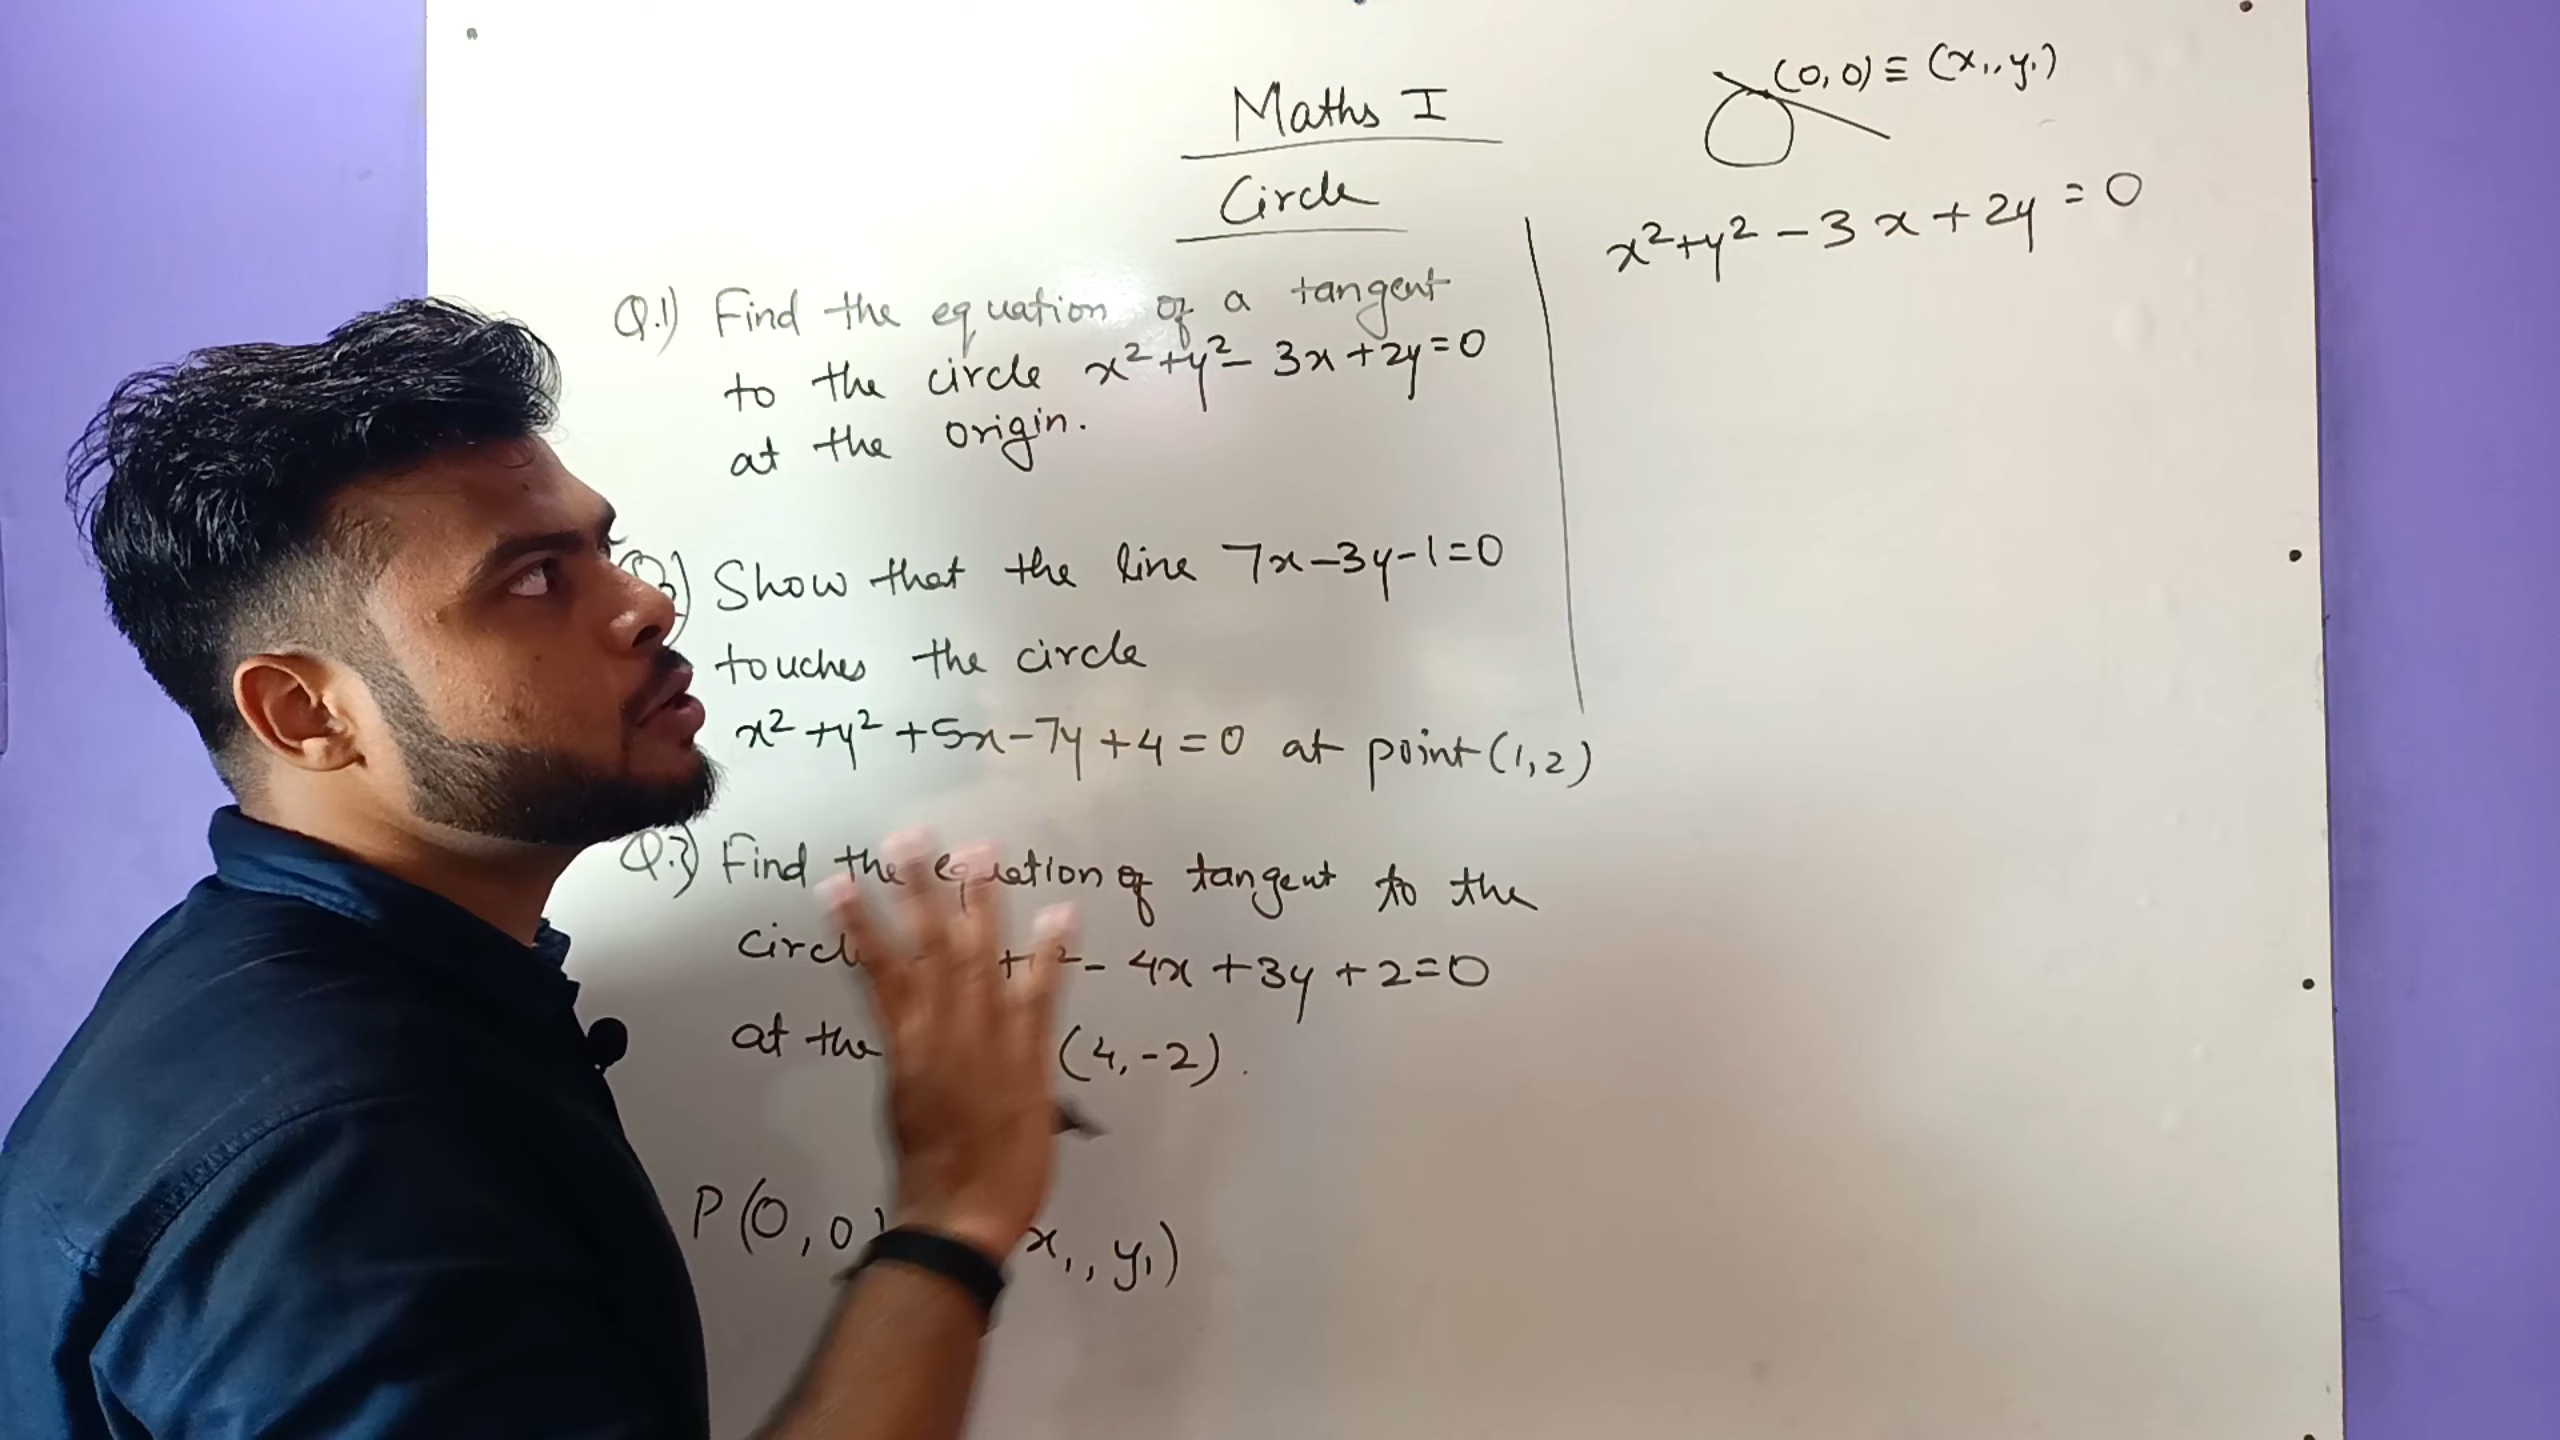 Maths I
Circle
Q.1) Find the equation of a tangent
to the circle x²+y²-3x+2y=0
at the origin.
Show that the line 7x-3y-1=0
touches the circle
x²+y²+5x-7y+4=0 at point (1,2)
Q.3) Find the equation of tangent to the
circle + ²-4x+3y+2=0
at the (4,-2).
P(0,0) x₁,y₁)
(0,0)≡(x₁,y₁)
x²+y²-3x+2y=0